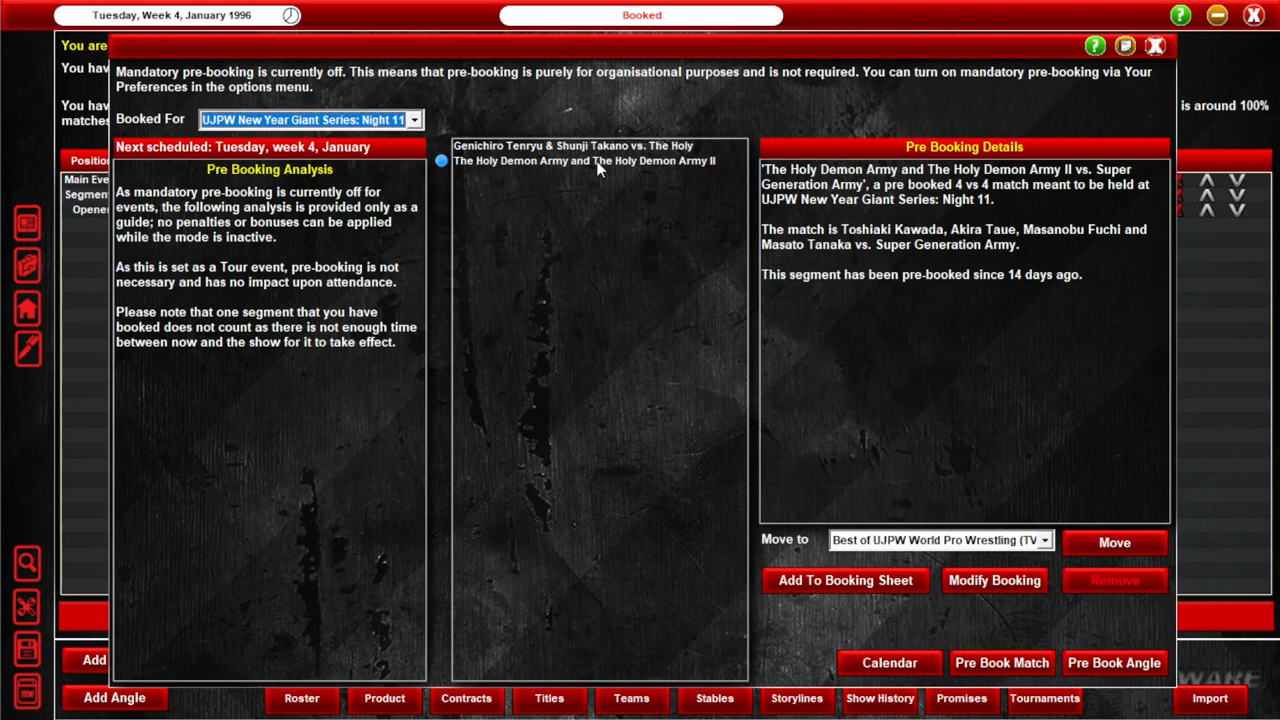 Tuesday, Week 4, January 1996
Booked
You are
You hav
You hav
matches
is around 100%
Mandatory pre-booking is currently off. This means that pre-booking is purely for organisational purposes and is not required. You can turn on mandatory pre-booking via Your
Preferences in the options menu.
Booked For
UJPW New Year Giant Series: Night 11
Next scheduled: Tuesday, week 4, January
Pre Booking Analysis
As mandatory pre-booking is currently off for
events, the following analysis is provided only as a
guide; no penalties or bonuses can be applied
while the mode is inactive.
As this is set as a Tour event, pre-booking is not
necessary and has no impact upon attendance.
Please note that one segment that you have
booked does not count as there is not enough time
between now and the show for it to take effect.
Genichiro Tenryu & Shunji Takano vs. The Holy
The Holy Demon Army and The Holy Demon Army II
Pre Booking Details
'The Holy Demon Army and The Holy Demon Army II vs. Super
Generation Army', a pre booked 4 vs 4 match meant to be held at
UJPW New Year Giant Series: Night 11.
The match is Toshiaki Kawada, Akira Taue, Masanobu Fuchi and
Masato Tanaka vs. Super Generation Army.
This segment has been pre-booked since 14 days ago.
Move to
Best of UJPW World Pro Wrestling (TV
Move
Add To Booking Sheet
Modify Booking
Remove
Calendar
Pre Book Match
Pre Book Angle
Position
Main Eve
Segment
Opener
Add
Add Angle
Roster
Product
Contracts
Titles
Teams
Stables
Storylines
Show History
Promises
Tournaments
Import
WARE
TEW